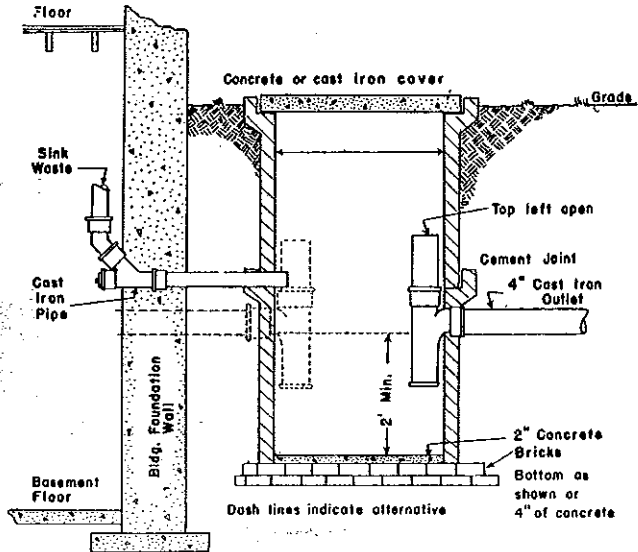 Floor
Concrete or cast iron cover
Grade
Sink
Waste
Top left open
Cement Joint
4" Cast Iron
Outlet
Cast
Iron
Pipe
Bldg. Foundation
Wall
2' Min.
2" Concrete
Bricks
Bottom as
shown or
4" of concrete
Basement
Floor
Dash lines indicate alternative